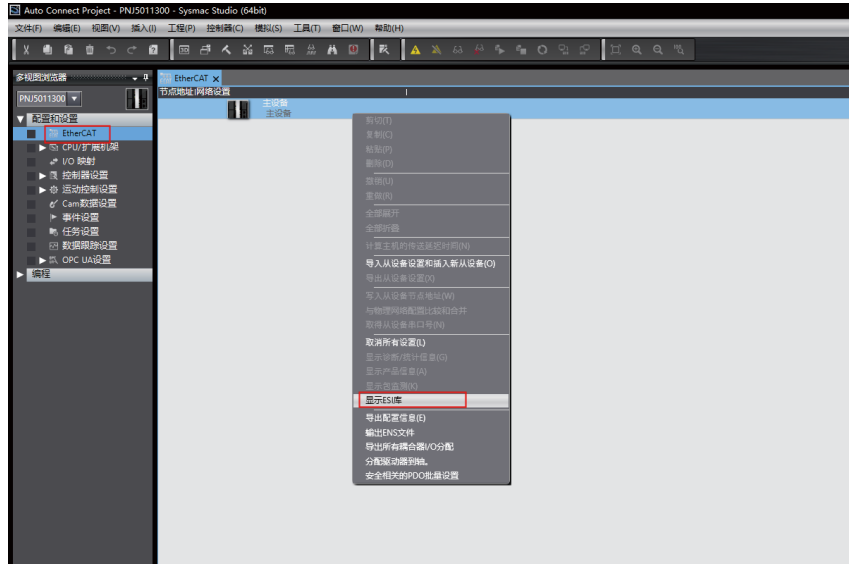 Auto Connect Project - PNJ5011300 - Sysmac Studio (64bit)
文件(F) 编辑(E) 视图(V) 插入(I) 工程(P) 控制器(C) 模拟(S) 工具(T) 窗口(W) 帮助(H)
多视图浏览器
PNJ5011300
配置和设置
EtherCAT
CPU/扩展机架
I/O 映射
控制器设置
运动控制设置
Cam数据设置
事件设置
任务设置
数据跟踪设置
OPC UA设置
编程
EtherCAT
节点地址 网络设置
主设备
主设备
剪切(T)
复制(C)
粘贴(P)
删除(D)
撤销(U)
重做(R)
全部展开
全部折叠
计算主机的传送延迟时间(N)
导入从设备设置和插入新从设备(O)
导出从设备设置(X)
写入从设备节点地址(W)
与物理网络配置比较和合并
取得从设备串口号(N)
取消所有设置(L)
显示诊断/统计信息(G)
显示产品信息(A)
显示包监测(K)
显示ESI库
导出配置信息(E)
输出ENS文件
导出所有耦合器I/O分配
分配驱动器到轴。
安全相关的PDO批量设置